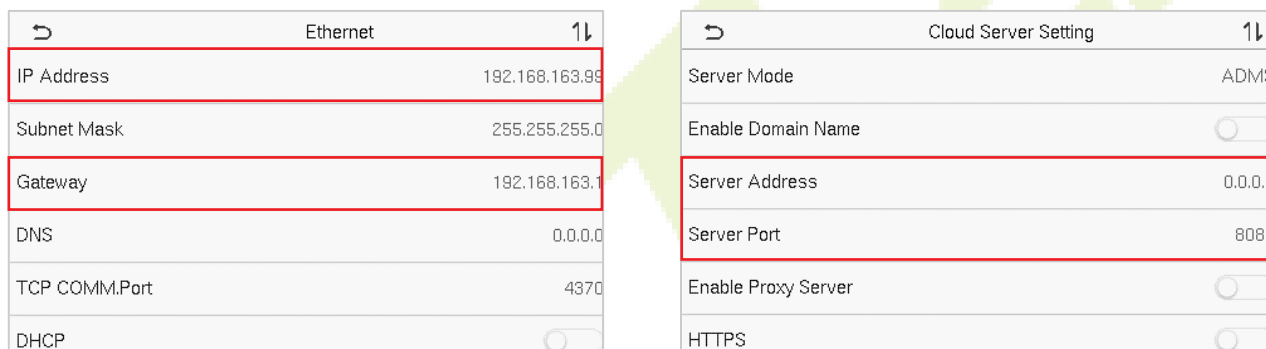 Ethernet
IP Address 192.168.163.99
Subnet Mask 255.255.255.0
Gateway 192.168.163.1
DNS 0.0.0.0
TCP COMM.Port 4370
DHCP
Cloud Server Setting
Server Mode ADMS
Enable Domain Name
Server Address 0.0.0.
Server Port 808
Enable Proxy Server
HTTPS